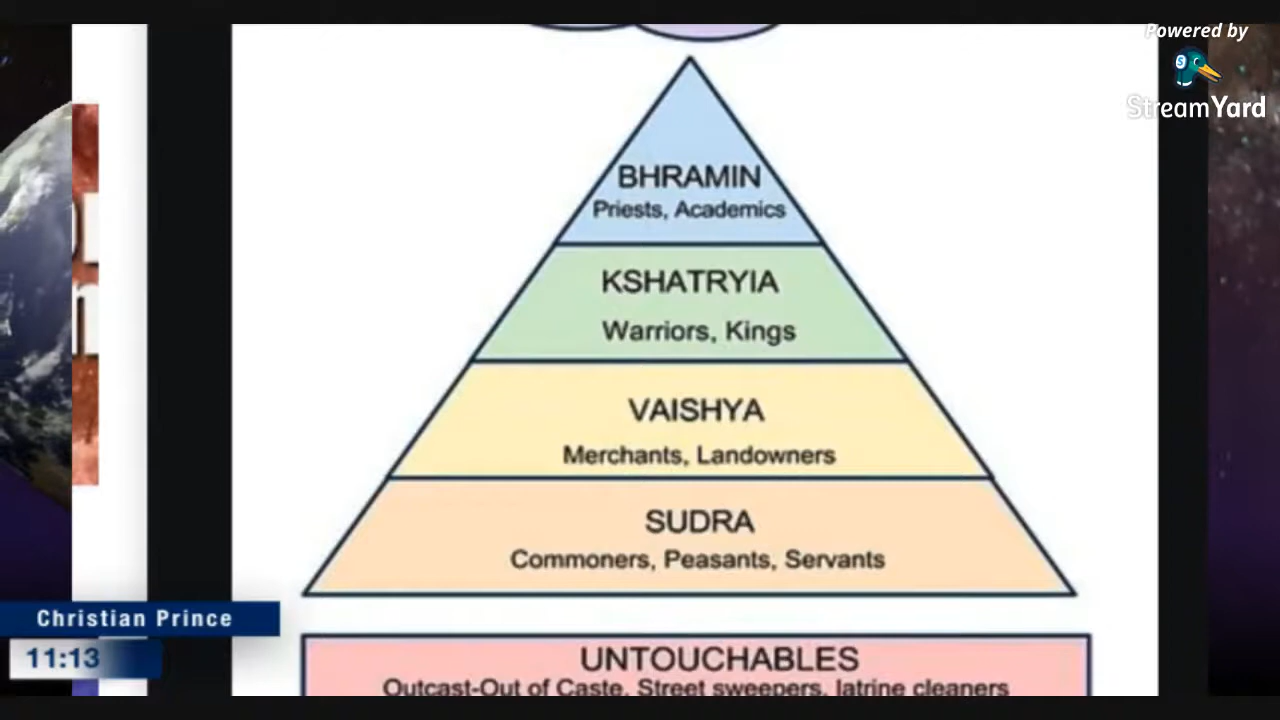 Powered by
StreamYard
BHRAMIN
Priests, Academics
KSHATRYIA
Warriors, Kings
VAISHYA
Merchants, Landowners
SUDRA
Commoners, Peasants, Servants
Christian Prince
11:13
UNTOUCHABLES
Outcast-Out of Caste, Street sweepers, latrine cleaners